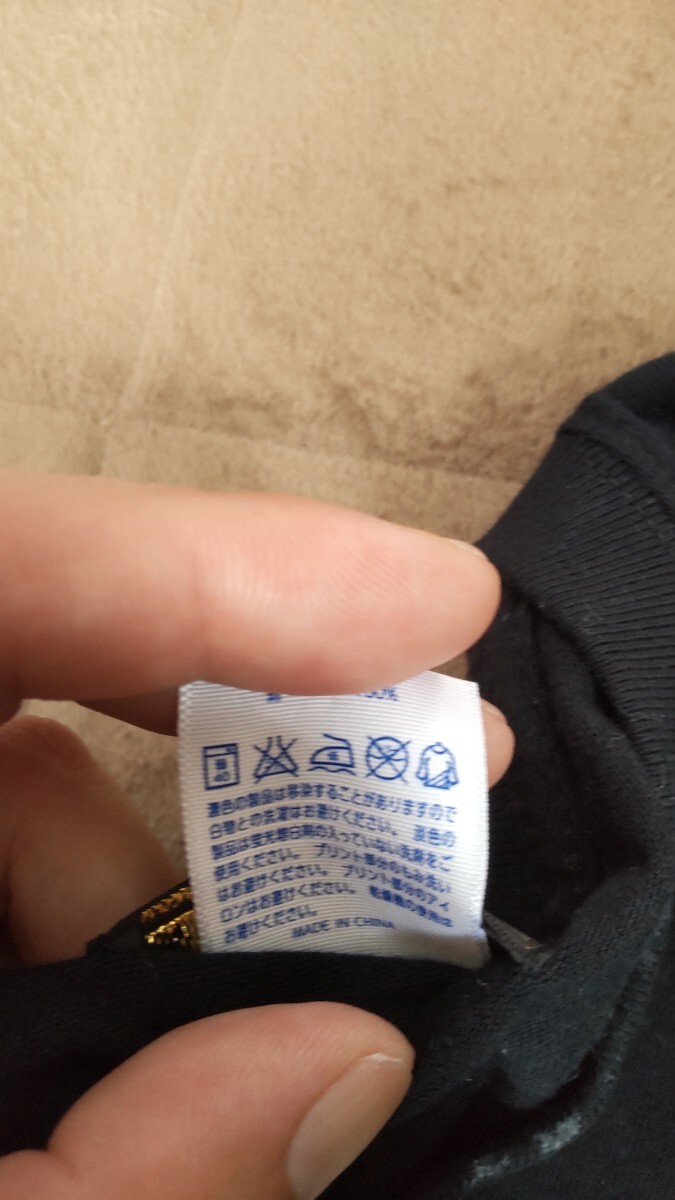 00%
40
濃色の製品は移染することがありますので
白物との洗濯はお避けください。 淡色の
製品は蛍光増白剤の入っていない洗剤をご
使用ください。 プリント部分のもみ洗い
はお避けください。 プリント部分のアイ
ロンはお避けください。 乾燥機の使用は
お避けください。
MADE IN CHINA